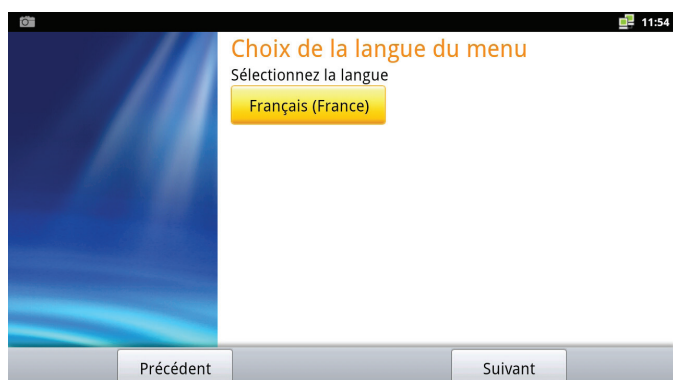 11:54
Choix de la langue du menu
Sélectionnez la langue
Français (France)
Précédent
Suivant